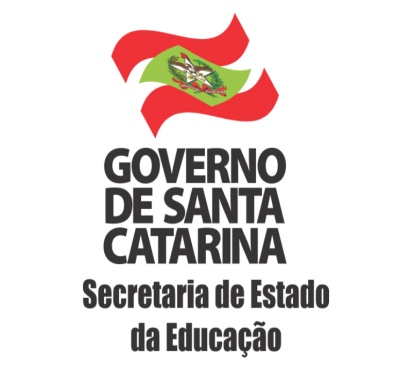 GOVERNO
DE SANTA
CATARINA
Secretaria de Estado
da Educação